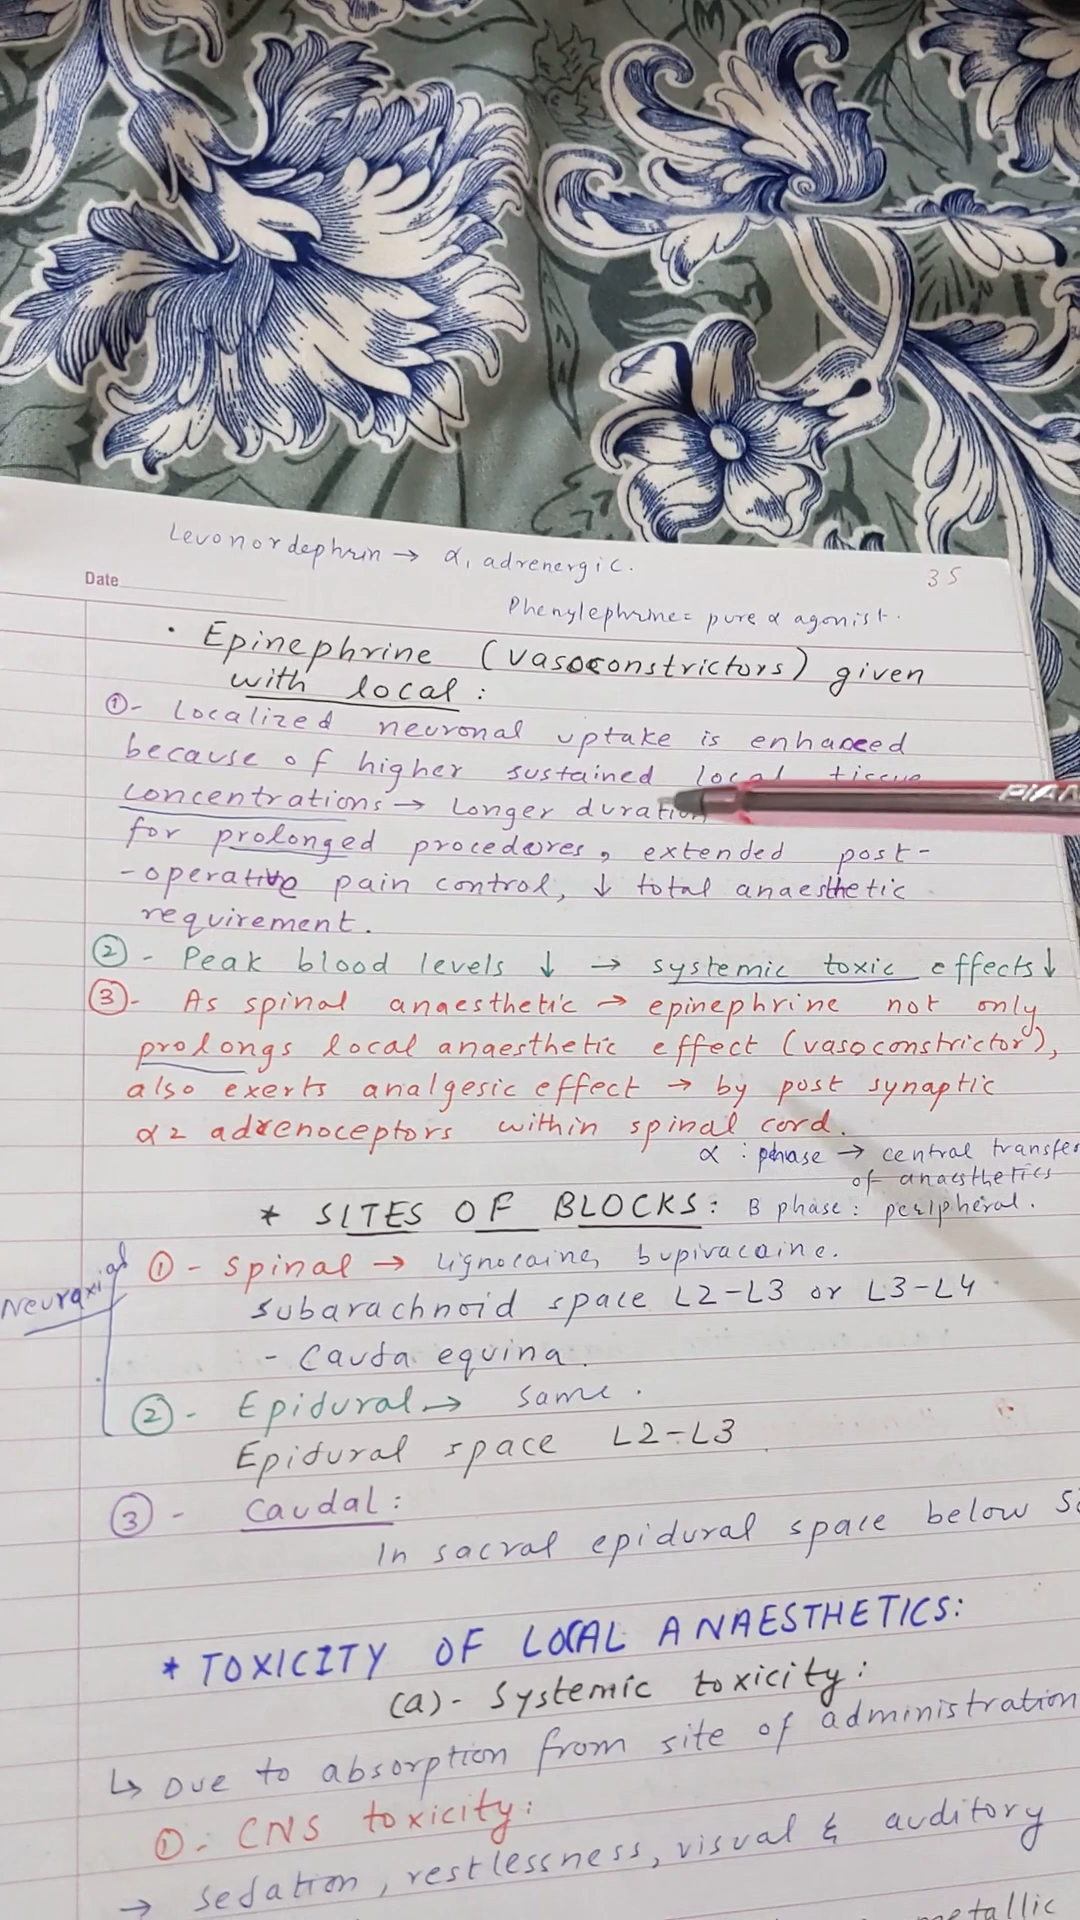 Levonordephrin → α1 adrenergic.
35
Date
Phenylephrine = pure α agonist.
• Epinephrine (vasoconstrictors) given
with local :
①- Localized neuronal uptake is enhanced
because of higher sustained local tissue
concentrations → Longer duration
for prolonged procedures, extended post-
-operative pain control, ↓ total anaesthetic
requirement.
②- Peak blood levels ↓ → systemic toxic effects ↓
③- As spinal anaesthetic → epinephrine not only
prolongs local anaesthetic effect (vasoconstrictor),
also exerts analgesic effect → by post synaptic
α2 adrenoceptors within spinal cord.
α : phase → central transfer
of anaesthetics
* SITES OF BLOCKS: B phase: peripheral.
Neuraxial
①- Spinal → Lignocaine, bupivacaine.
Subarachnoid space L2-L3 or L3-L4
- Cauda equina.
②- Epidural → same.
Epidural space L2-L3
③- Caudal:
In sacral epidural space below
* TOXICITY OF LOCAL ANAESTHETICS:
(a)- Systemic toxicity:
↳ Due to absorption from site of administration
①- CNS toxicity:
→ Sedation, restlessness, visual & auditory
metallic